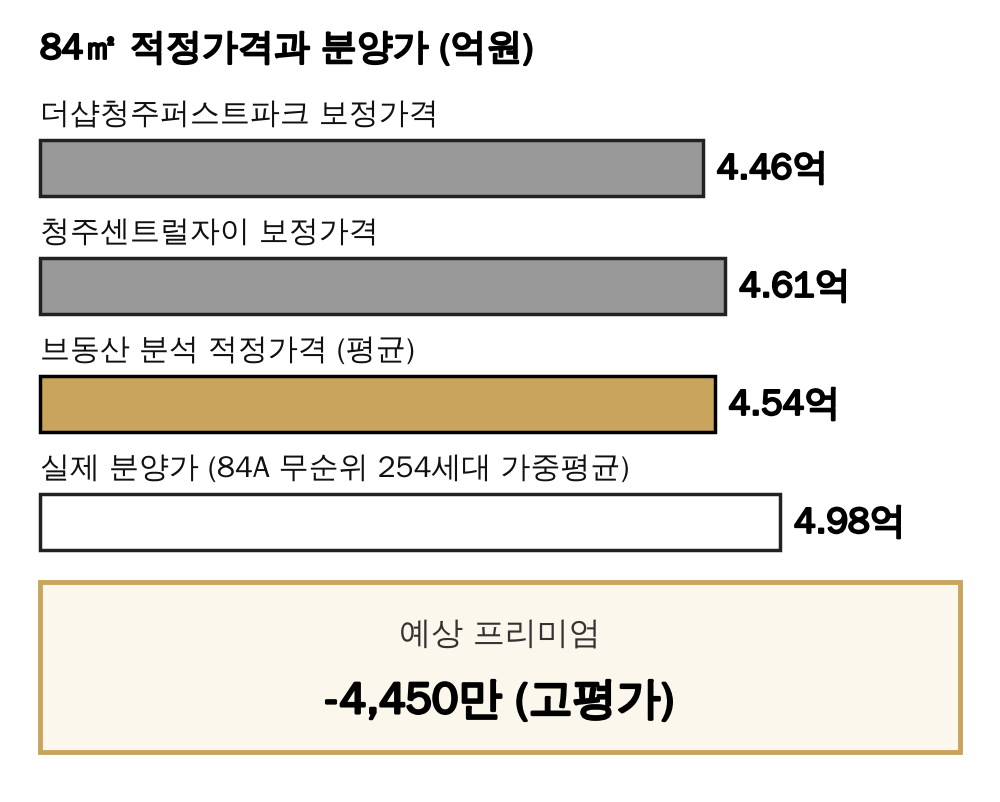 84㎡ 적정가격과 분양가 (억원)
더샵청주퍼스트파크 보정가격
4.46억
청주센트럴자이 보정가격
4.61억
브동산 분석 적정가격 (평균)
4.54억
실제 분양가 (84A 무순위 254세대 가중평균)
4.98억
예상 프리미엄
-4,450만 (고평가)